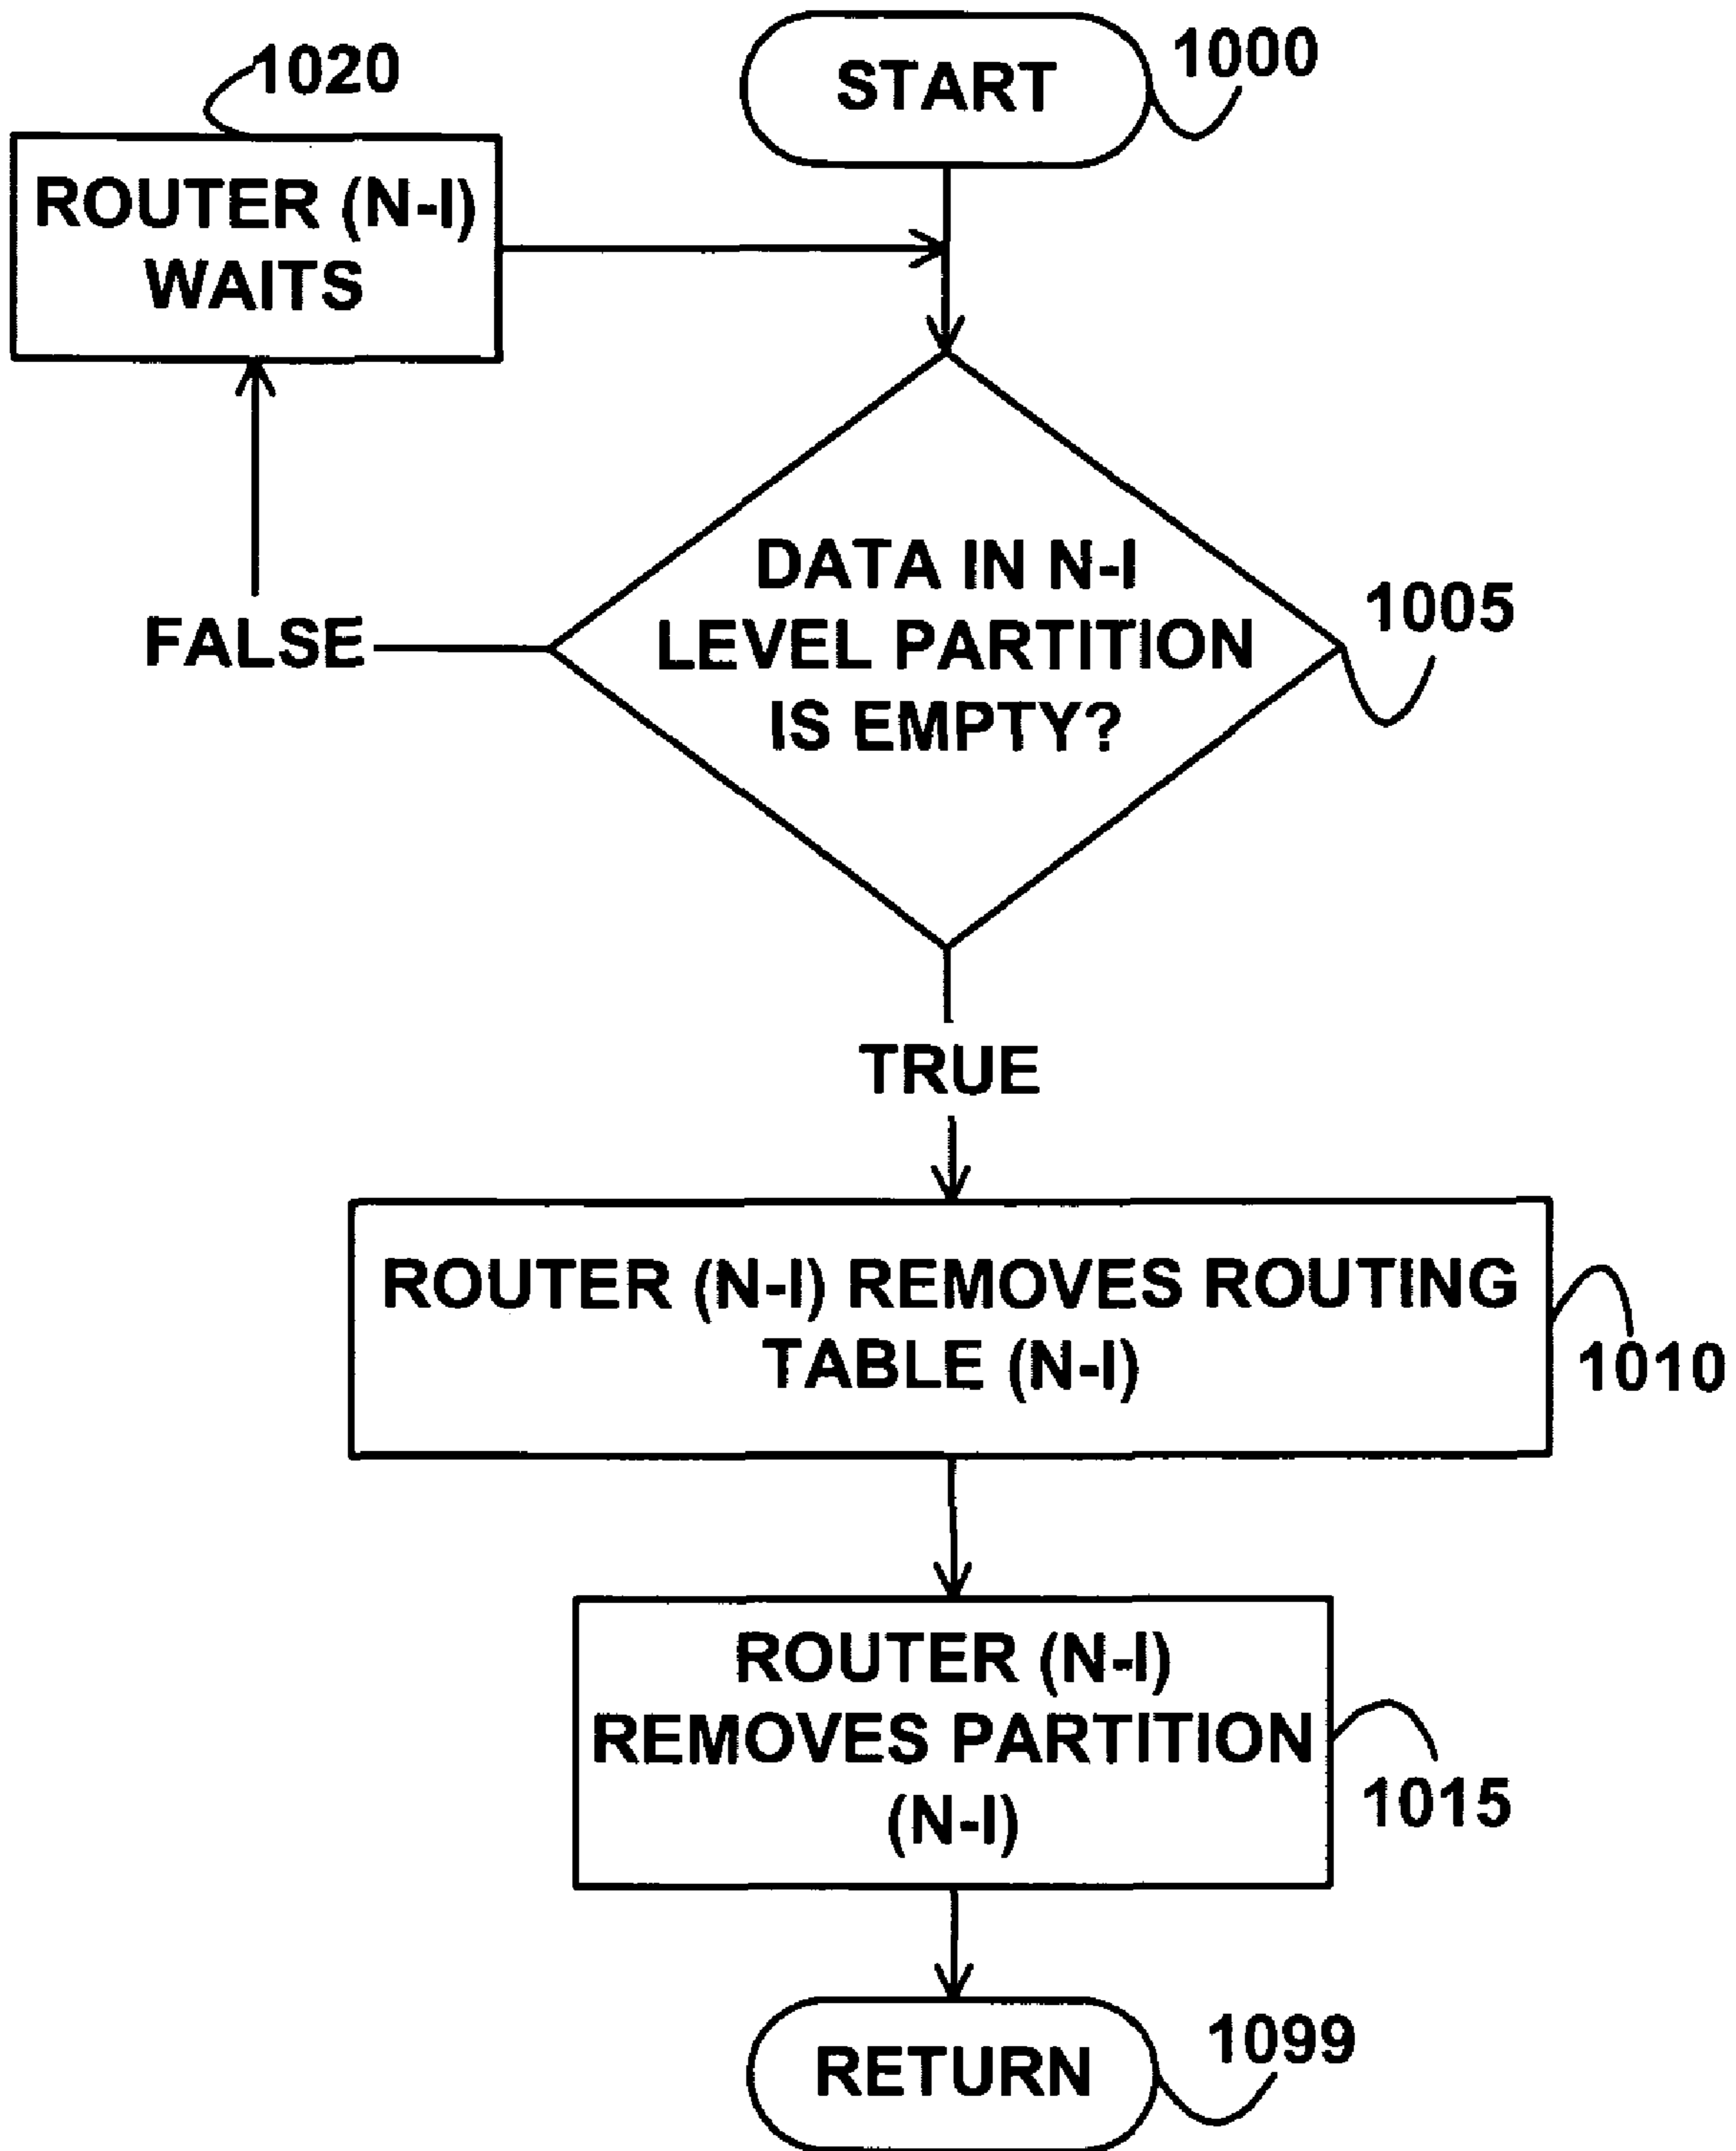 1020
START
1000
ROUTER (N-I)
WAITS
DATA IN N-I
LEVEL PARTITION
IS EMPTY?
1005
FALSE
TRUE
ROUTER (N-I) REMOVES ROUTING
TABLE (N-I)
1010
ROUTER (N-I)
REMOVES PARTITION
(N-I)
1015
RETURN
1099